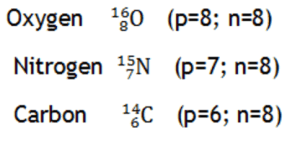 Oxygen ¹⁶₈O (p=8; n=8)
Nitrogen ¹⁵₇N (p=7; n=8)
Carbon ¹⁴₆C (p=6; n=8)